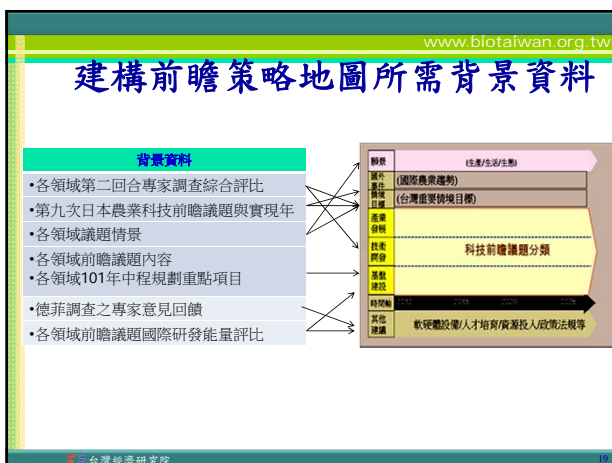 www.biotaiwan.org.tw
建構前瞻策略地圖所需背景資料
背景資料
•各領域第二回合專家調查綜合評比
•第九次日本農業科技前瞻議題與實現年
•各領域議題情景
•各領域前瞻議題內容
•各領域101年中程規劃重點項目
•德菲調查之專家意見回饋
•各領域前瞻議題國際研發能量評比
願景
(生產/生活/生態)
國外
事件
(國際農業趨勢)
情境
目標
(台灣重要情境目標)
產業
發展
技術
開發
科技前瞻議題分類
基盤
建設
時間軸
2012
2016
2020
其他
建議
軟硬體設備/人才培育/資源投入/政策法規等
台灣經濟研究院
19